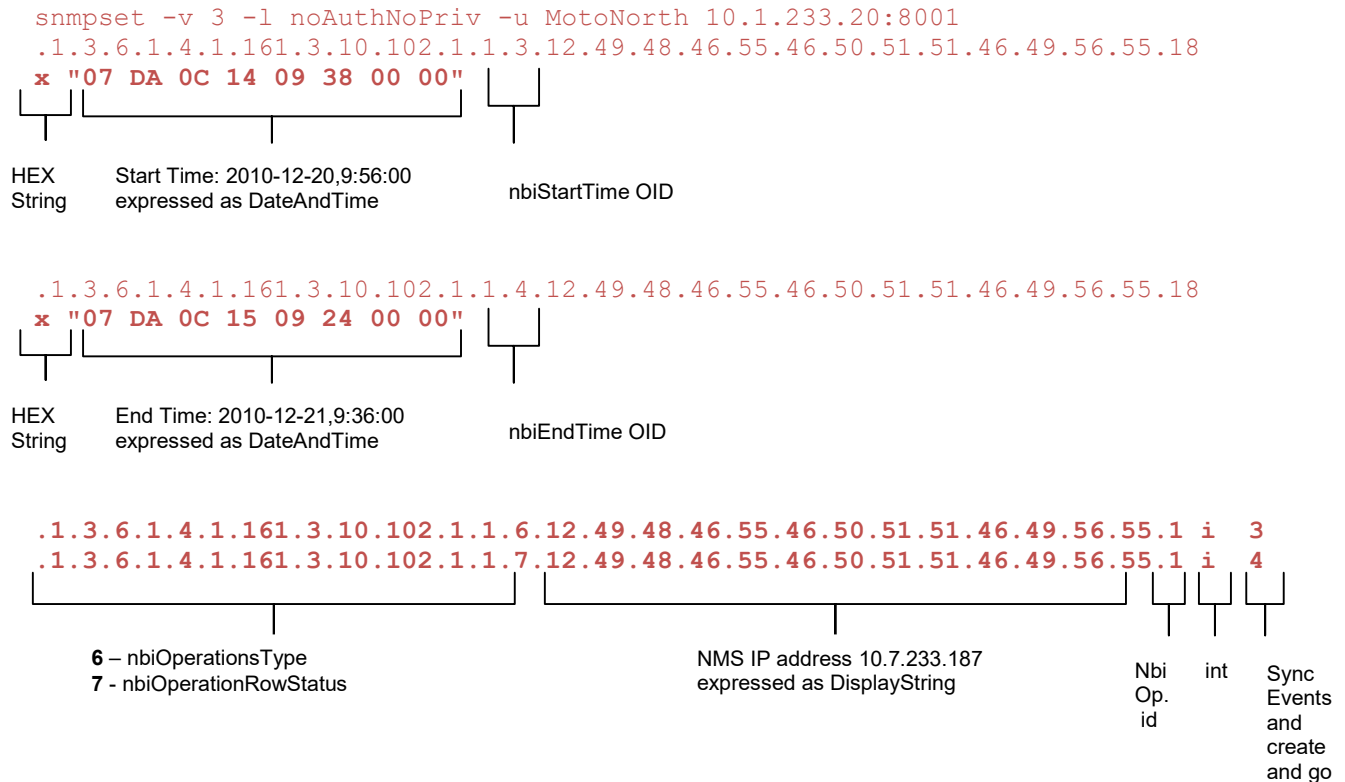 snmpset -v 3 -l noAuthNoPriv -u MotoNorth 10.1.233.20:8001
.1.3.6.1.4.1.161.3.10.102.1.1.3.12.49.48.46.55.46.50.51.51.46.49.56.55.18
x "07 DA 0C 14 09 38 00 00"
HEX
String
Start Time: 2010-12-20,9:56:00
expressed as DateAndTime
nbiStartTime OID
.1.3.6.1.4.1.161.3.10.102.1.1.4.12.49.48.46.55.46.50.51.51.46.49.56.55.18
x "07 DA 0C 15 09 24 00 00"
HEX
String
End Time: 2010-12-21,9:36:00
expressed as DateAndTime
nbiEndTime OID
.1.3.6.1.4.1.161.3.10.102.1.1.6.12.49.48.46.55.46.50.51.51.46.49.56.55.1 i 3
.1.3.6.1.4.1.161.3.10.102.1.1.7.12.49.48.46.55.46.50.51.51.46.49.56.55.1 i 4
6 – nbiOperationsType
7 - nbiOperationRowStatus
NMS IP address 10.7.233.187
expressed as DisplayString
Nbi
Op.
id
int
Sync
Events
and
create
and go